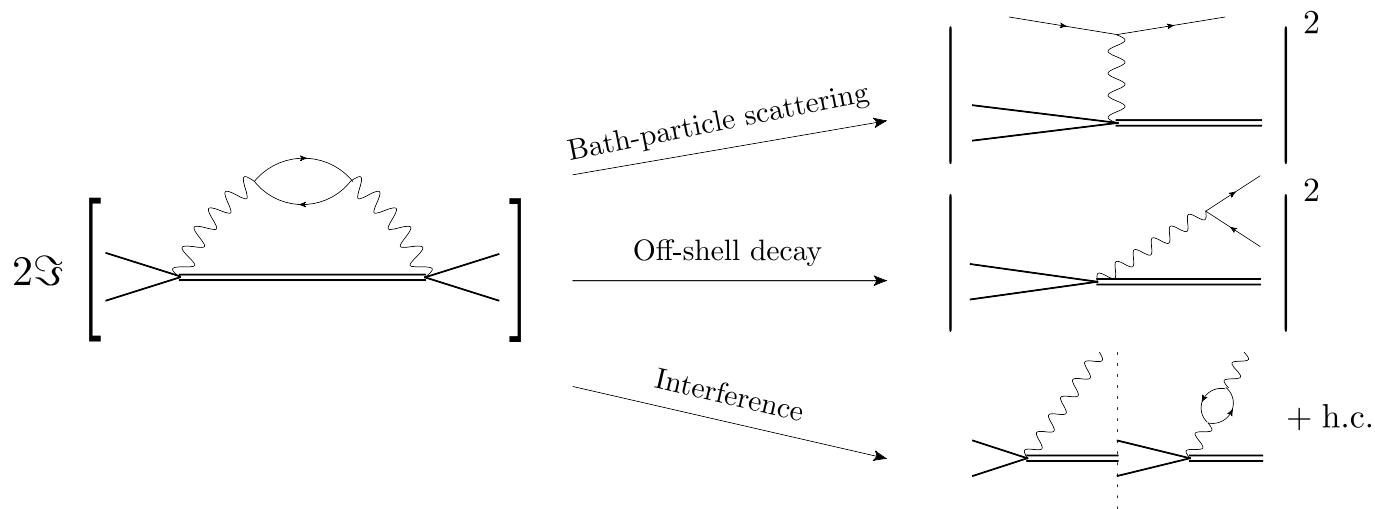 2
Bath-particle scattering
2ℑ
Off-shell decay
2
Interference
+ h.c.